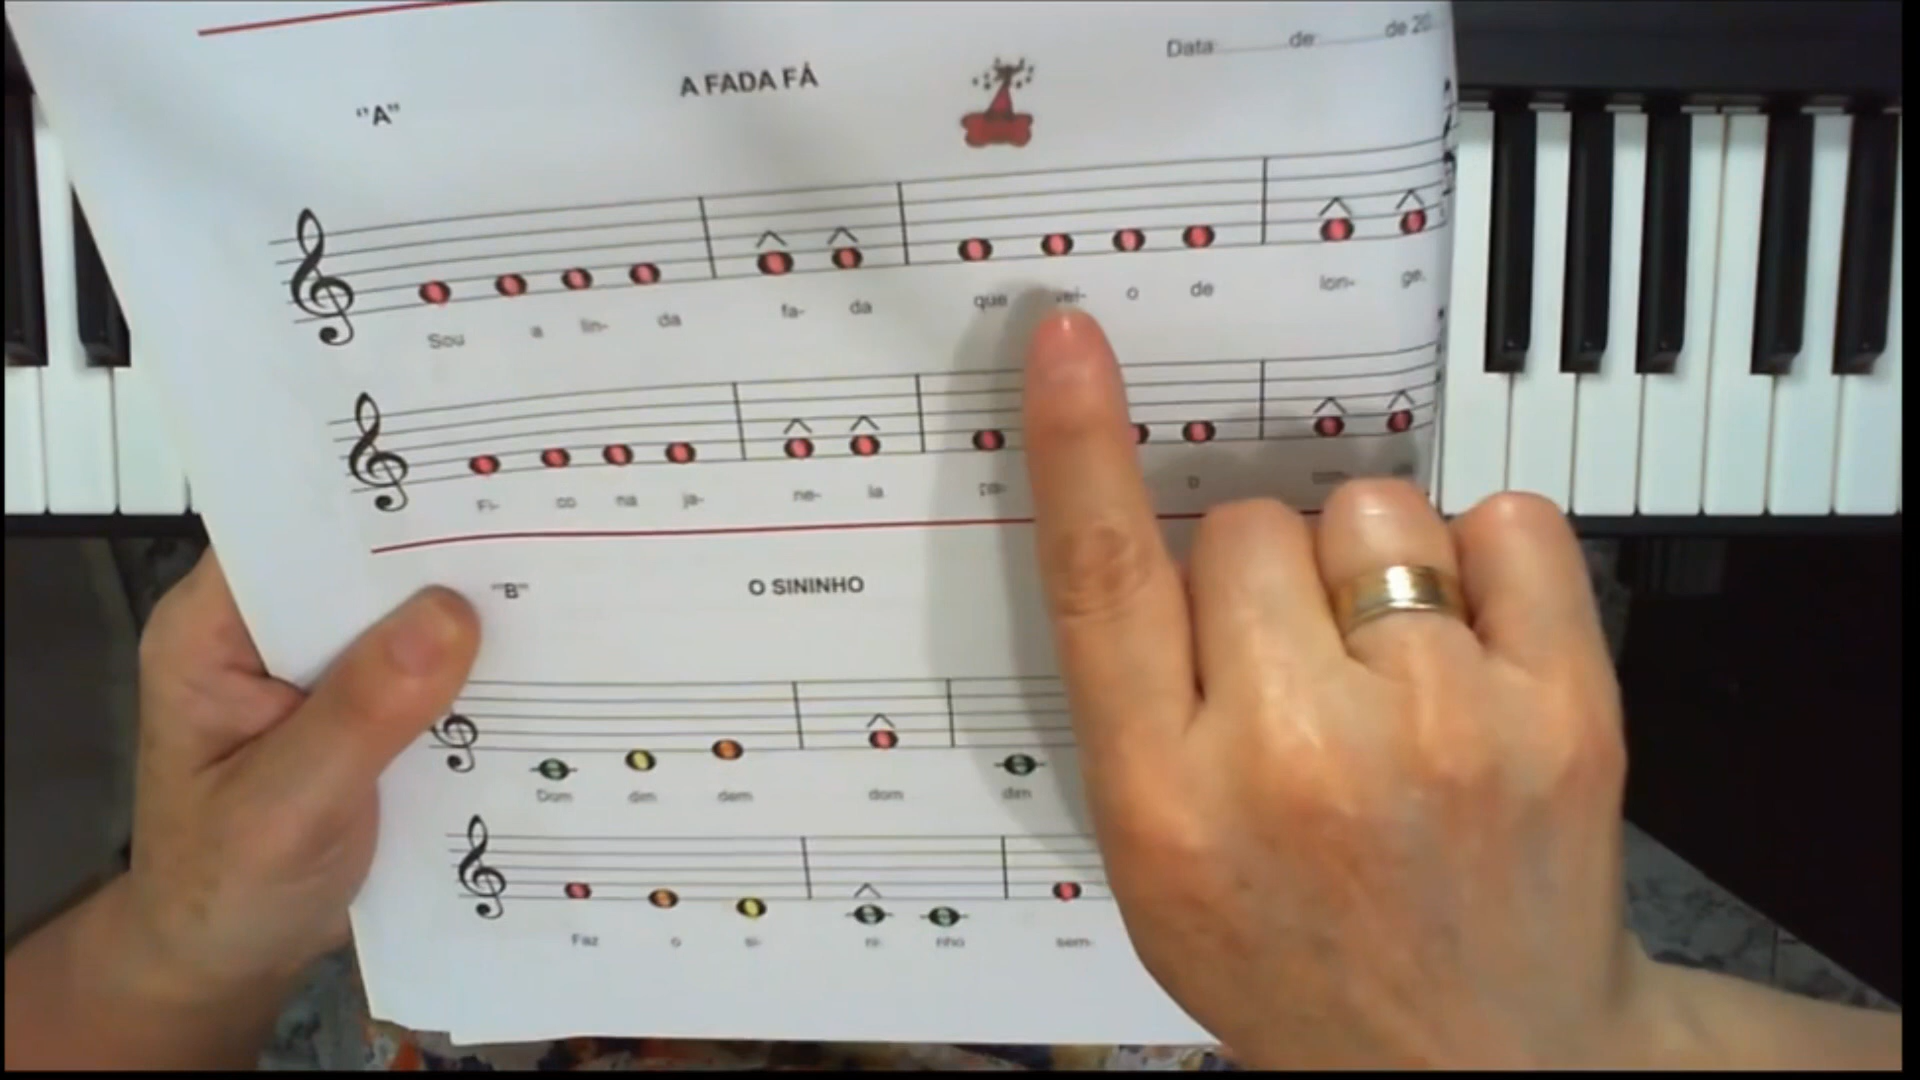 Data ........ de ........ de 20
"A" A FADA FÁ
Sou a lin- da fa- da que vei- o de lon- ge.
Fi- co na ja- ne- la
"B" O SININHO
Dom dim dem dom dim
Faz o si- ni- nho sem-